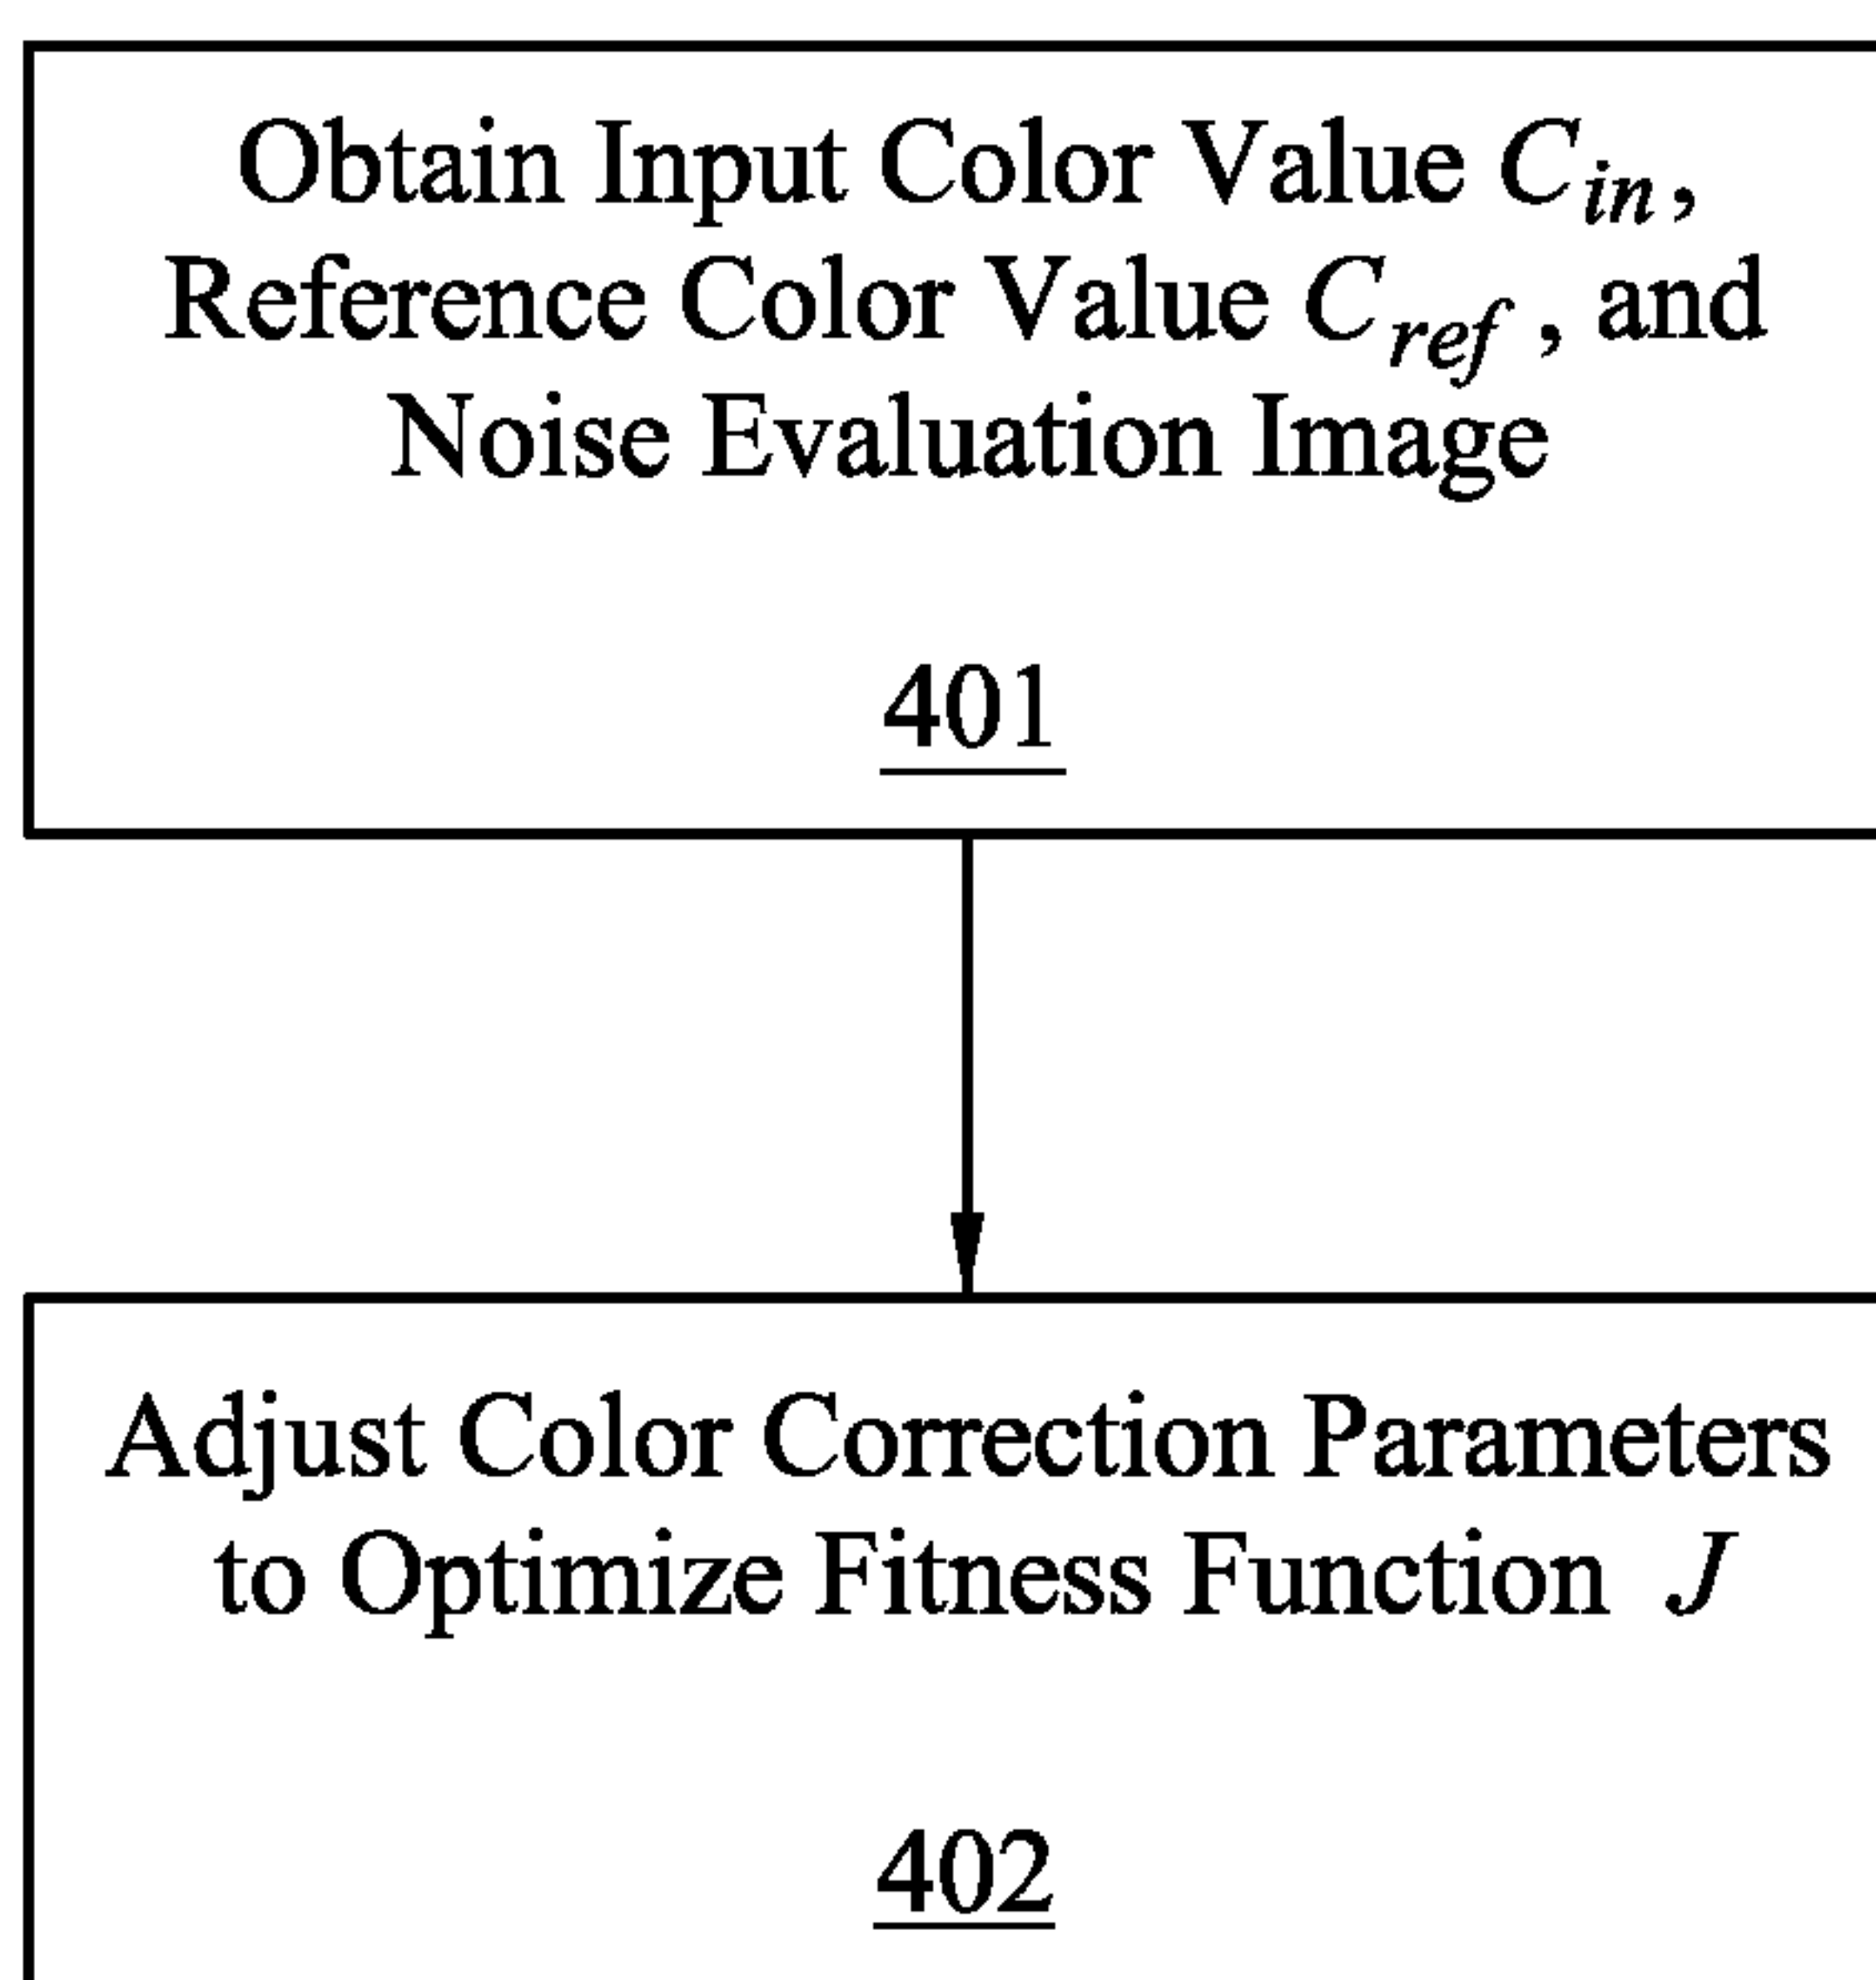 Obtain Input Color Value C_in,
Reference Color Value C_ref , and
Noise Evaluation Image
401
Adjust Color Correction Parameters
to Optimize Fitness Function J
402